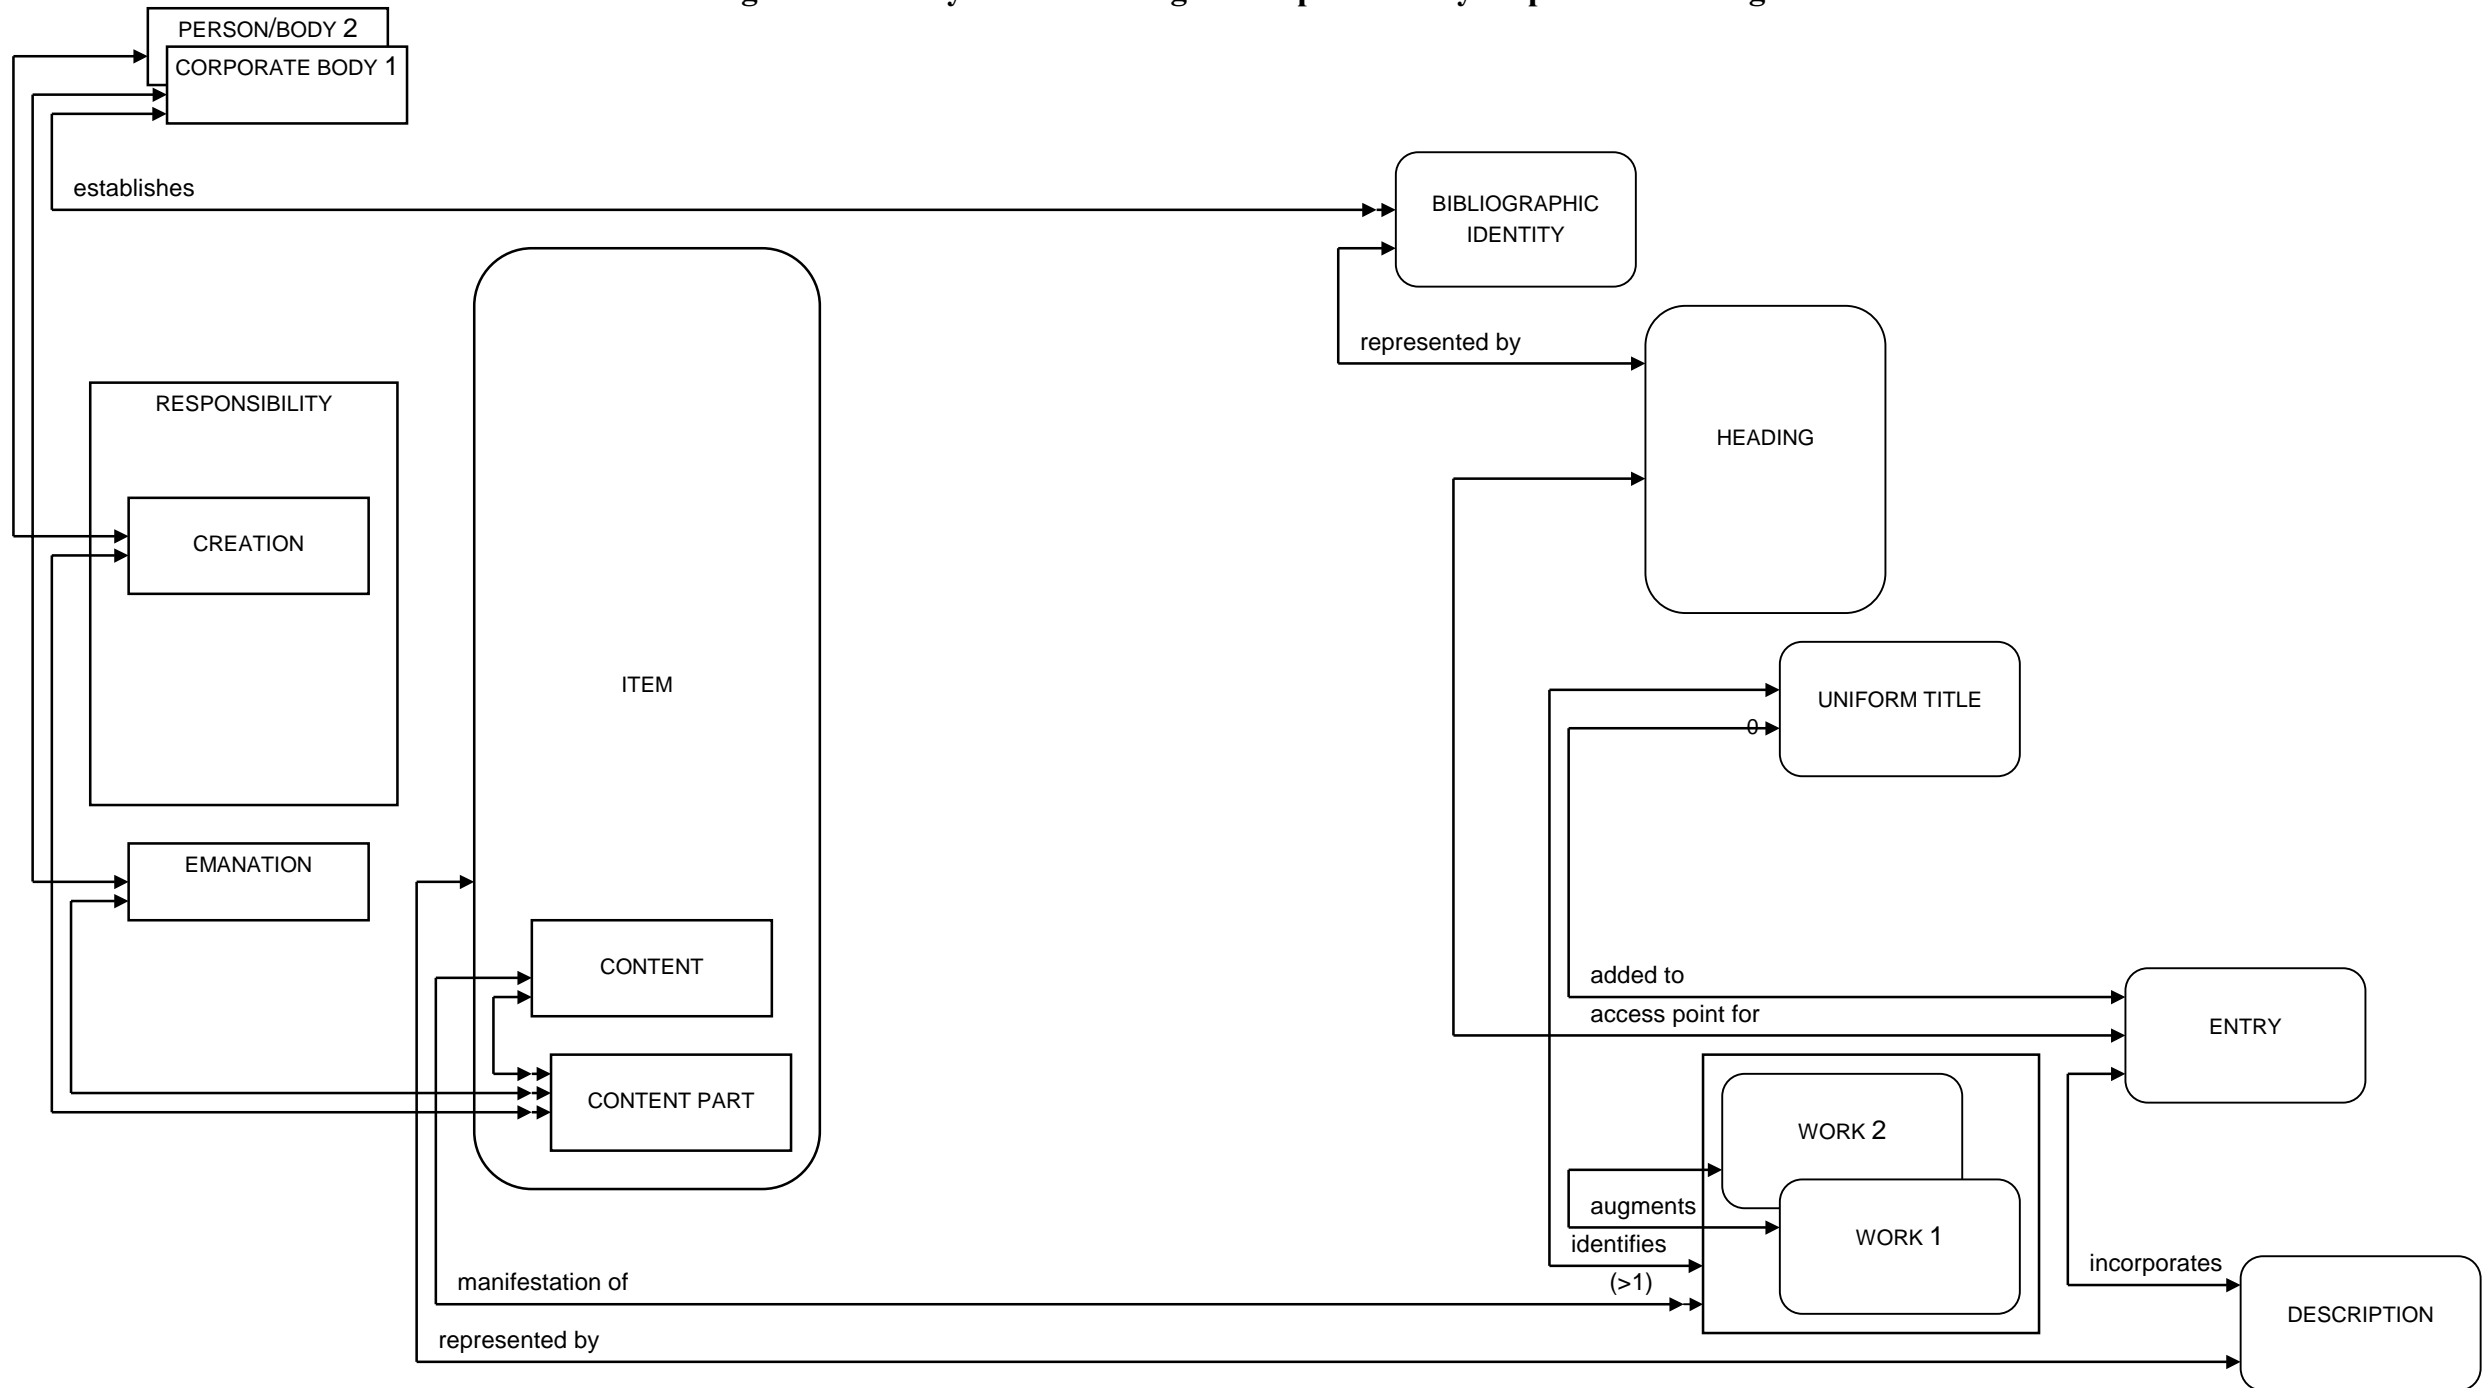 PERSON/BODY 2
CORPORATE BODY 1
establishes
BIBLIOGRAPHIC
IDENTITY
represented by
RESPONSIBILITY
HEADING
CREATION
ITEM
UNIFORM TITLE
0
EMANATION
CONTENT
added to
access point for
ENTRY
CONTENT PART
WORK 2
augments
WORK 1
identifies
(>1)
incorporates
manifestation of
DESCRIPTION
represented by